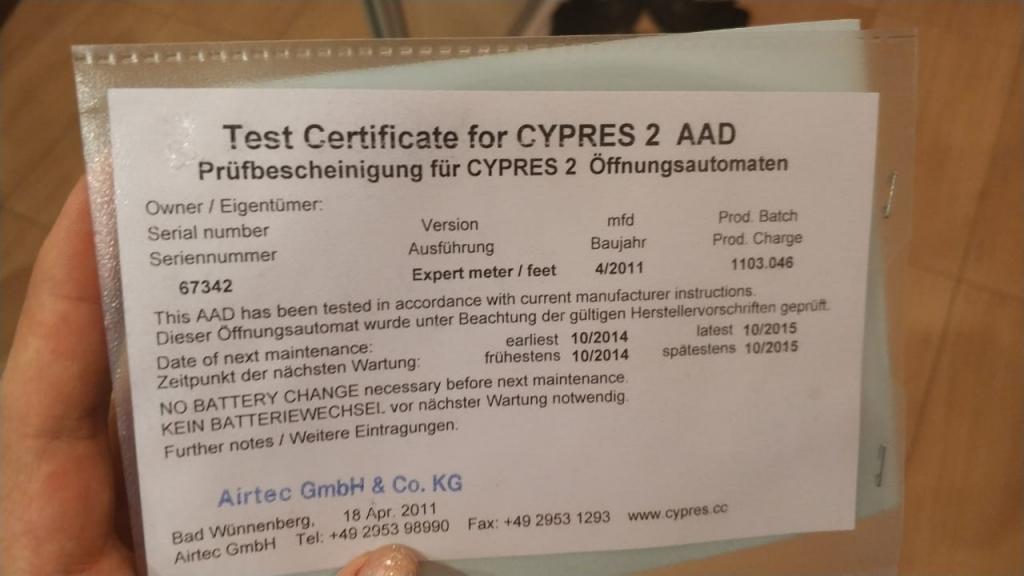 Test Certificate for CYPRES 2 AAD
Prüfbescheinigung für CYPRES 2 Öffnungsautomaten
Owner / Eigentümer:
Serial number Version mfd Prod. Batch
Seriennummer Ausführung Baujahr Prod. Charge
67342 Expert meter / feet 4/2011 1103.046
This AAD has been tested in accordance with current manufacturer instructions.
Dieser Öffnungsautomat wurde unter Beachtung der gültigen Herstellervorschriften geprüft.
Date of next maintenance: earliest 10/2014 latest 10/2015
Zeitpunkt der nächsten Wartung: frühestens 10/2014 spätestens 10/2015
NO BATTERY CHANGE necessary before next maintenance.
KEIN BATTERIEWECHSEL vor nächster Wartung notwendig.
Further notes / Weitere Eintragungen.
Airtec GmbH & Co. KG
Bad Wünnenberg, 18 Apr. 2011
Airtec GmbH Tel: +49 2953 98990 Fax: +49 2953 1293 www.cypres.cc